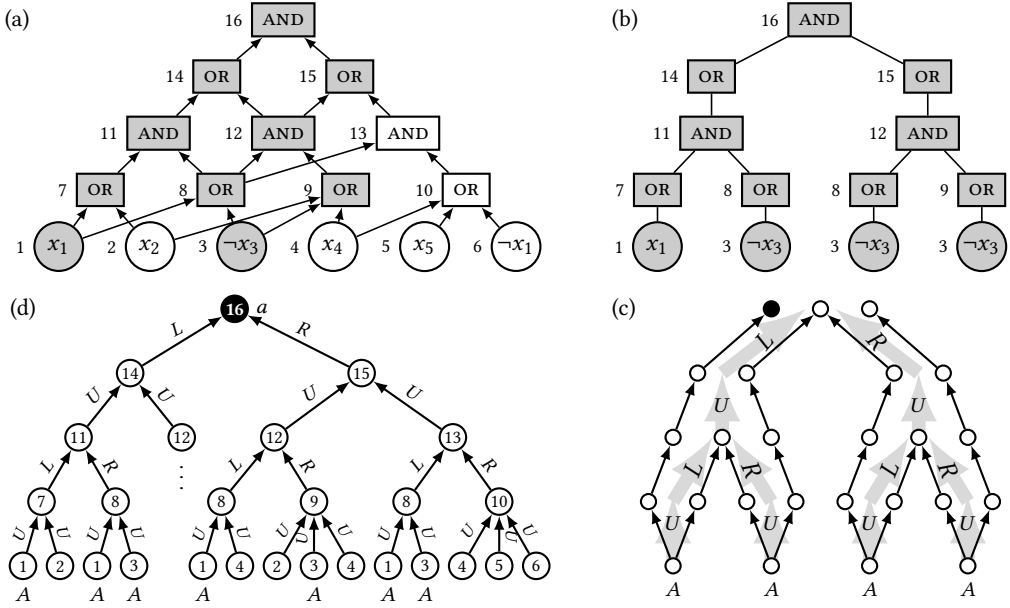 (a)
16 AND
14 OR 15 OR
11 AND 12 AND 13 AND
7 OR 8 OR 9 OR 10 OR
1 x1 2 x2 3 ¬x3 4 x4 5 x5 6 ¬x1
(b)
16 AND
14 OR 15 OR
11 AND 12 AND
7 OR 8 OR 8 OR 9 OR
1 x1 3 ¬x3 3 ¬x3 3 ¬x3
(d)
16 a
L R
14 15
U U U U
11 12 12 13
L R ⋮ L R L R
7 8 8 9 8 10
U U U U U U U U U U U U U U
1 2 1 3 1 4 2 3 4 1 3 4 5 6
A A A A A A A
(c)
L R
U U
L R L R
U U U U
A A A A